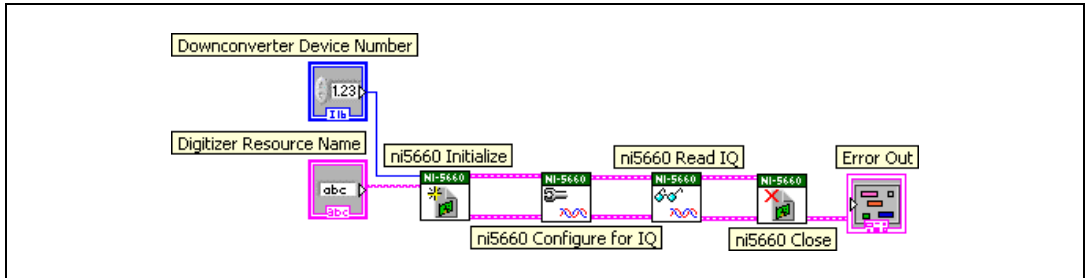 Downconverter Device Number
1.23
I16
Digitizer Resource Name
abc
abc
ni5660 Initialize
NI-5660
ni5660 Configure for IQ
NI-5660
ni5660 Read IQ
NI-5660
ni5660 Close
NI-5660
Error Out